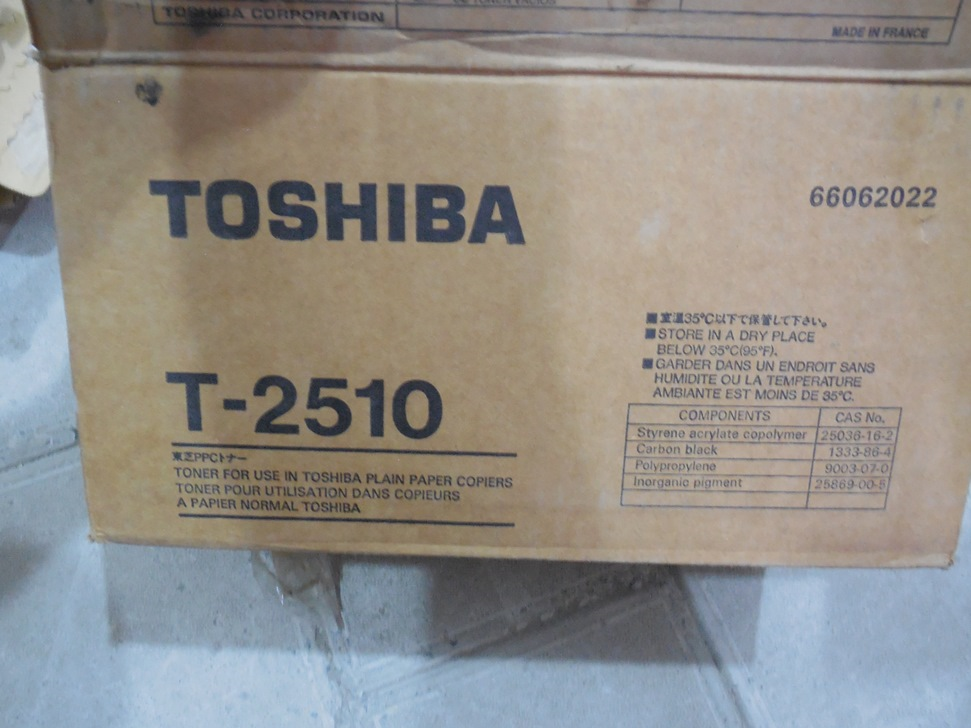 TOSHIBA CORPORATION
DE TONER VACIOS
MADE IN FRANCE
TOSHIBA
66062022
■室温35°C以下で保管して下さい。
■STORE IN A DRY PLACE
BELOW 35°C(95°F).
■GARDER DANS UN ENDROIT SANS
HUMIDITE OU LA TEMPERATURE
AMBIANTE EST MOINS DE 35°C.
T-2510
東芝PPCトナー
TONER FOR USE IN TOSHIBA PLAIN PAPER COPIERS
TONER POUR UTILISATION DANS COPIEURS
A PAPIER NORMAL TOSHIBA
COMPONENTS CAS No.
Styrene acrylate copolymer 25036-16-2
Carbon black 1333-86-4
Polypropylene 9003-07-0
Inorganic pigment 25869-00-5